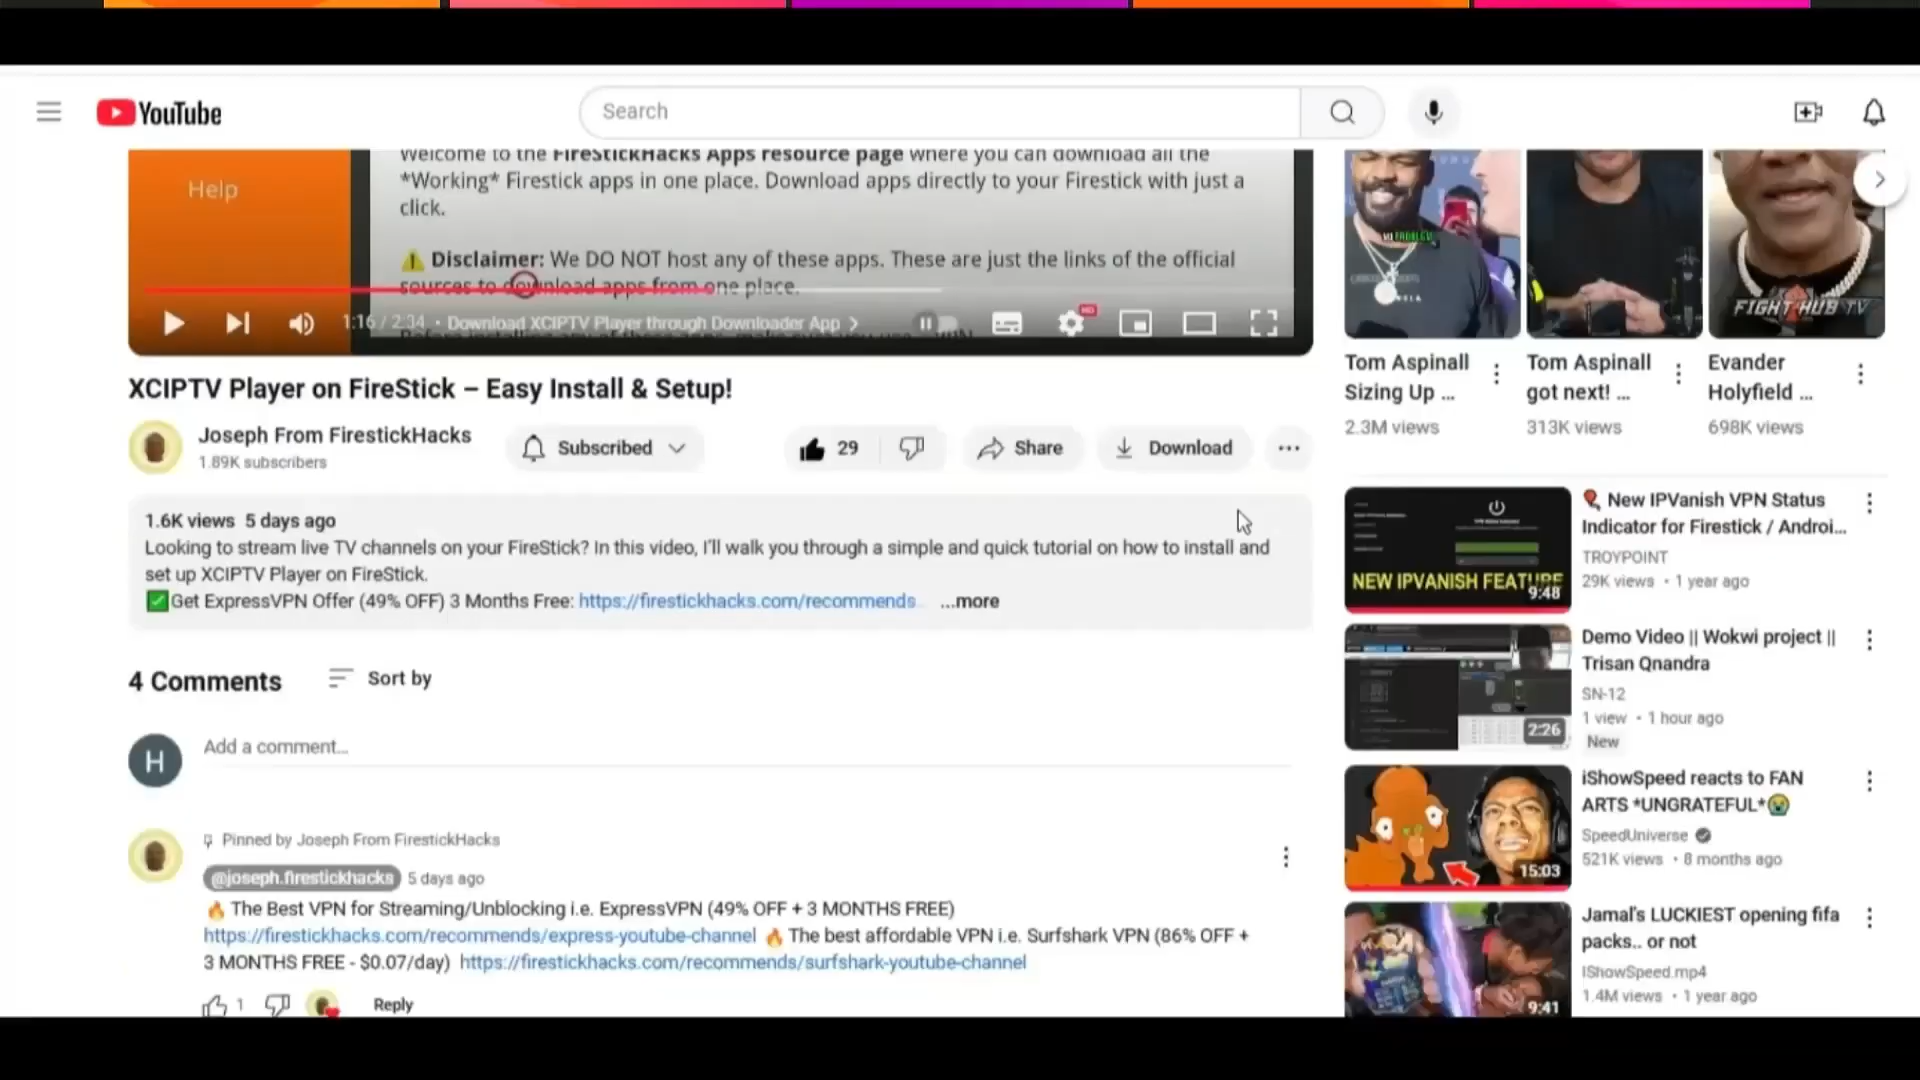 YouTube
Search
Help
Welcome to the FireStickHacks Apps resource page where you can download all the
*Working* Firestick apps in one place. Download apps directly to your Firestick with just a
click.
⚠️ Disclaimer: We DO NOT host any of these apps. These are just the links of the official
sources to download apps from one place.
1:16 / 2:34 • Download XCIPTV Player through Downloader App >
HD
XCIPTV Player on FireStick – Easy Install & Setup!
Joseph From FirestickHacks
1.89K subscribers
Subscribed
29
Share
Download
1.6K views 5 days ago
Looking to stream live TV channels on your FireStick? In this video, I'll walk you through a simple and quick tutorial on how to install and
set up XCIPTV Player on FireStick.
✅Get ExpressVPN Offer (49% OFF) 3 Months Free: https://firestickhacks.com/recommends ...more
4 Comments
Sort by
H
Add a comment...
Pinned by Joseph From FirestickHacks
@joseph.firestickhacks 5 days ago
🔥 The Best VPN for Streaming/Unblocking i.e. ExpressVPN (49% OFF + 3 MONTHS FREE)
https://firestickhacks.com/recommends/express-youtube-channel 🔥 The best affordable VPN i.e. Surfshark VPN (86% OFF +
3 MONTHS FREE - $0.07/day) https://firestickhacks.com/recommends/surfshark-youtube-channel
1
Reply
FIGHT HUB TV
Tom Aspinall
Sizing Up ...
2.3M views
Tom Aspinall
got next! ...
313K views
Evander
Holyfield ...
698K views
NEW IPVANISH FEATURE
9:48
New IPVanish VPN Status
Indicator for Firestick / Androi...
TROYPOINT
29K views • 1 year ago
2:26
Demo Video || Wokwi project ||
Trisan Qnandra
SN-12
1 view • 1 hour ago
New
15:03
iShowSpeed reacts to FAN
ARTS *UNGRATEFUL*😭
SpeedUniverse
521K views • 8 months ago
9:41
Jamal's LUCKIEST opening fifa
packs.. or not
IShowSpeed.mp4
1.4M views • 1 year ago